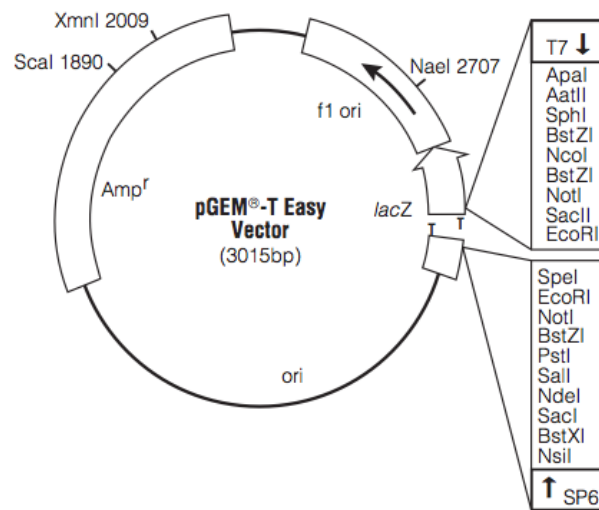 XmnI 2009
ScaI 1890
NaeI 2707
f1 ori
Ampr
pGEM®-T Easy
Vector
(3015bp)
lacZ
T T
ori
T7 ↓
ApaI
AatII
SphI
BstZI
NcoI
BstZI
NotI
SacII
EcoRI
SpeI
EcoRI
NotI
BstZI
PstI
SalI
NdeI
SacI
BstXI
NsiI
↑ SP6